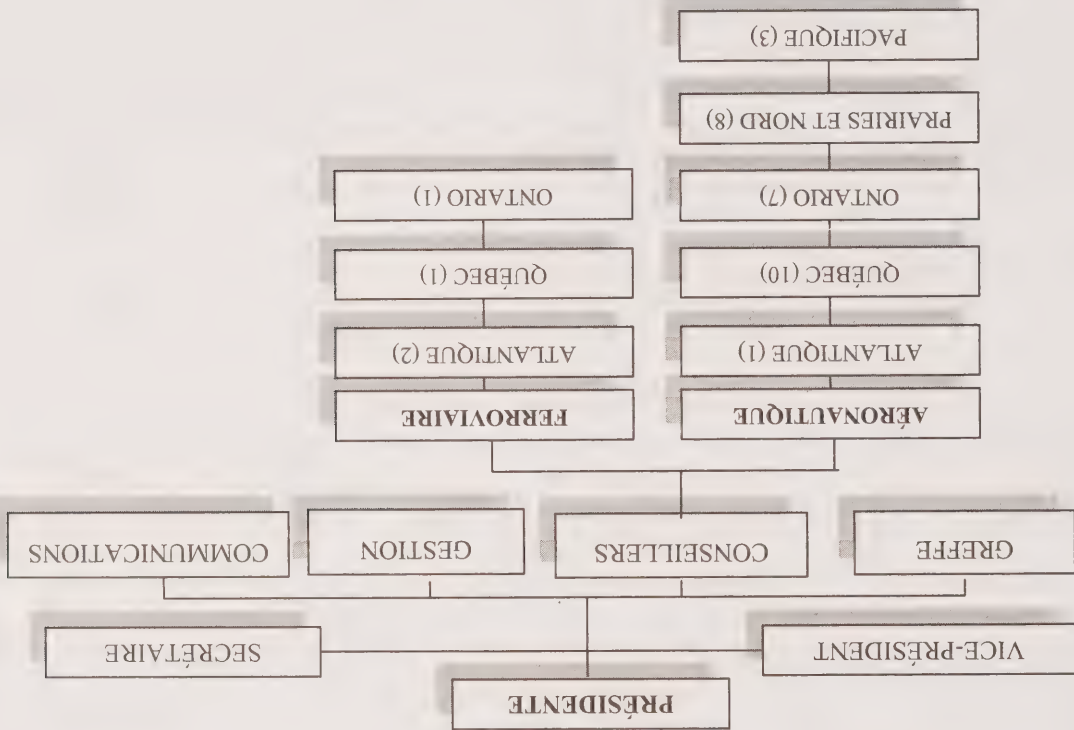 PRÉSIDENTE
VICE-PRÉSIDENT
SECRÉTAIRE
GREFFE
CONSEILLERS
GESTION
COMMUNICATIONS
AÉRONAUTIQUE
ATLANTIQUE (1)
QUÉBEC (10)
ONTARIO (7)
PRAIRIES ET NORD (8)
PACIFIQUE (3)
FERROVIAIRE
ATLANTIQUE (2)
QUÉBEC (1)
ONTARIO (1)